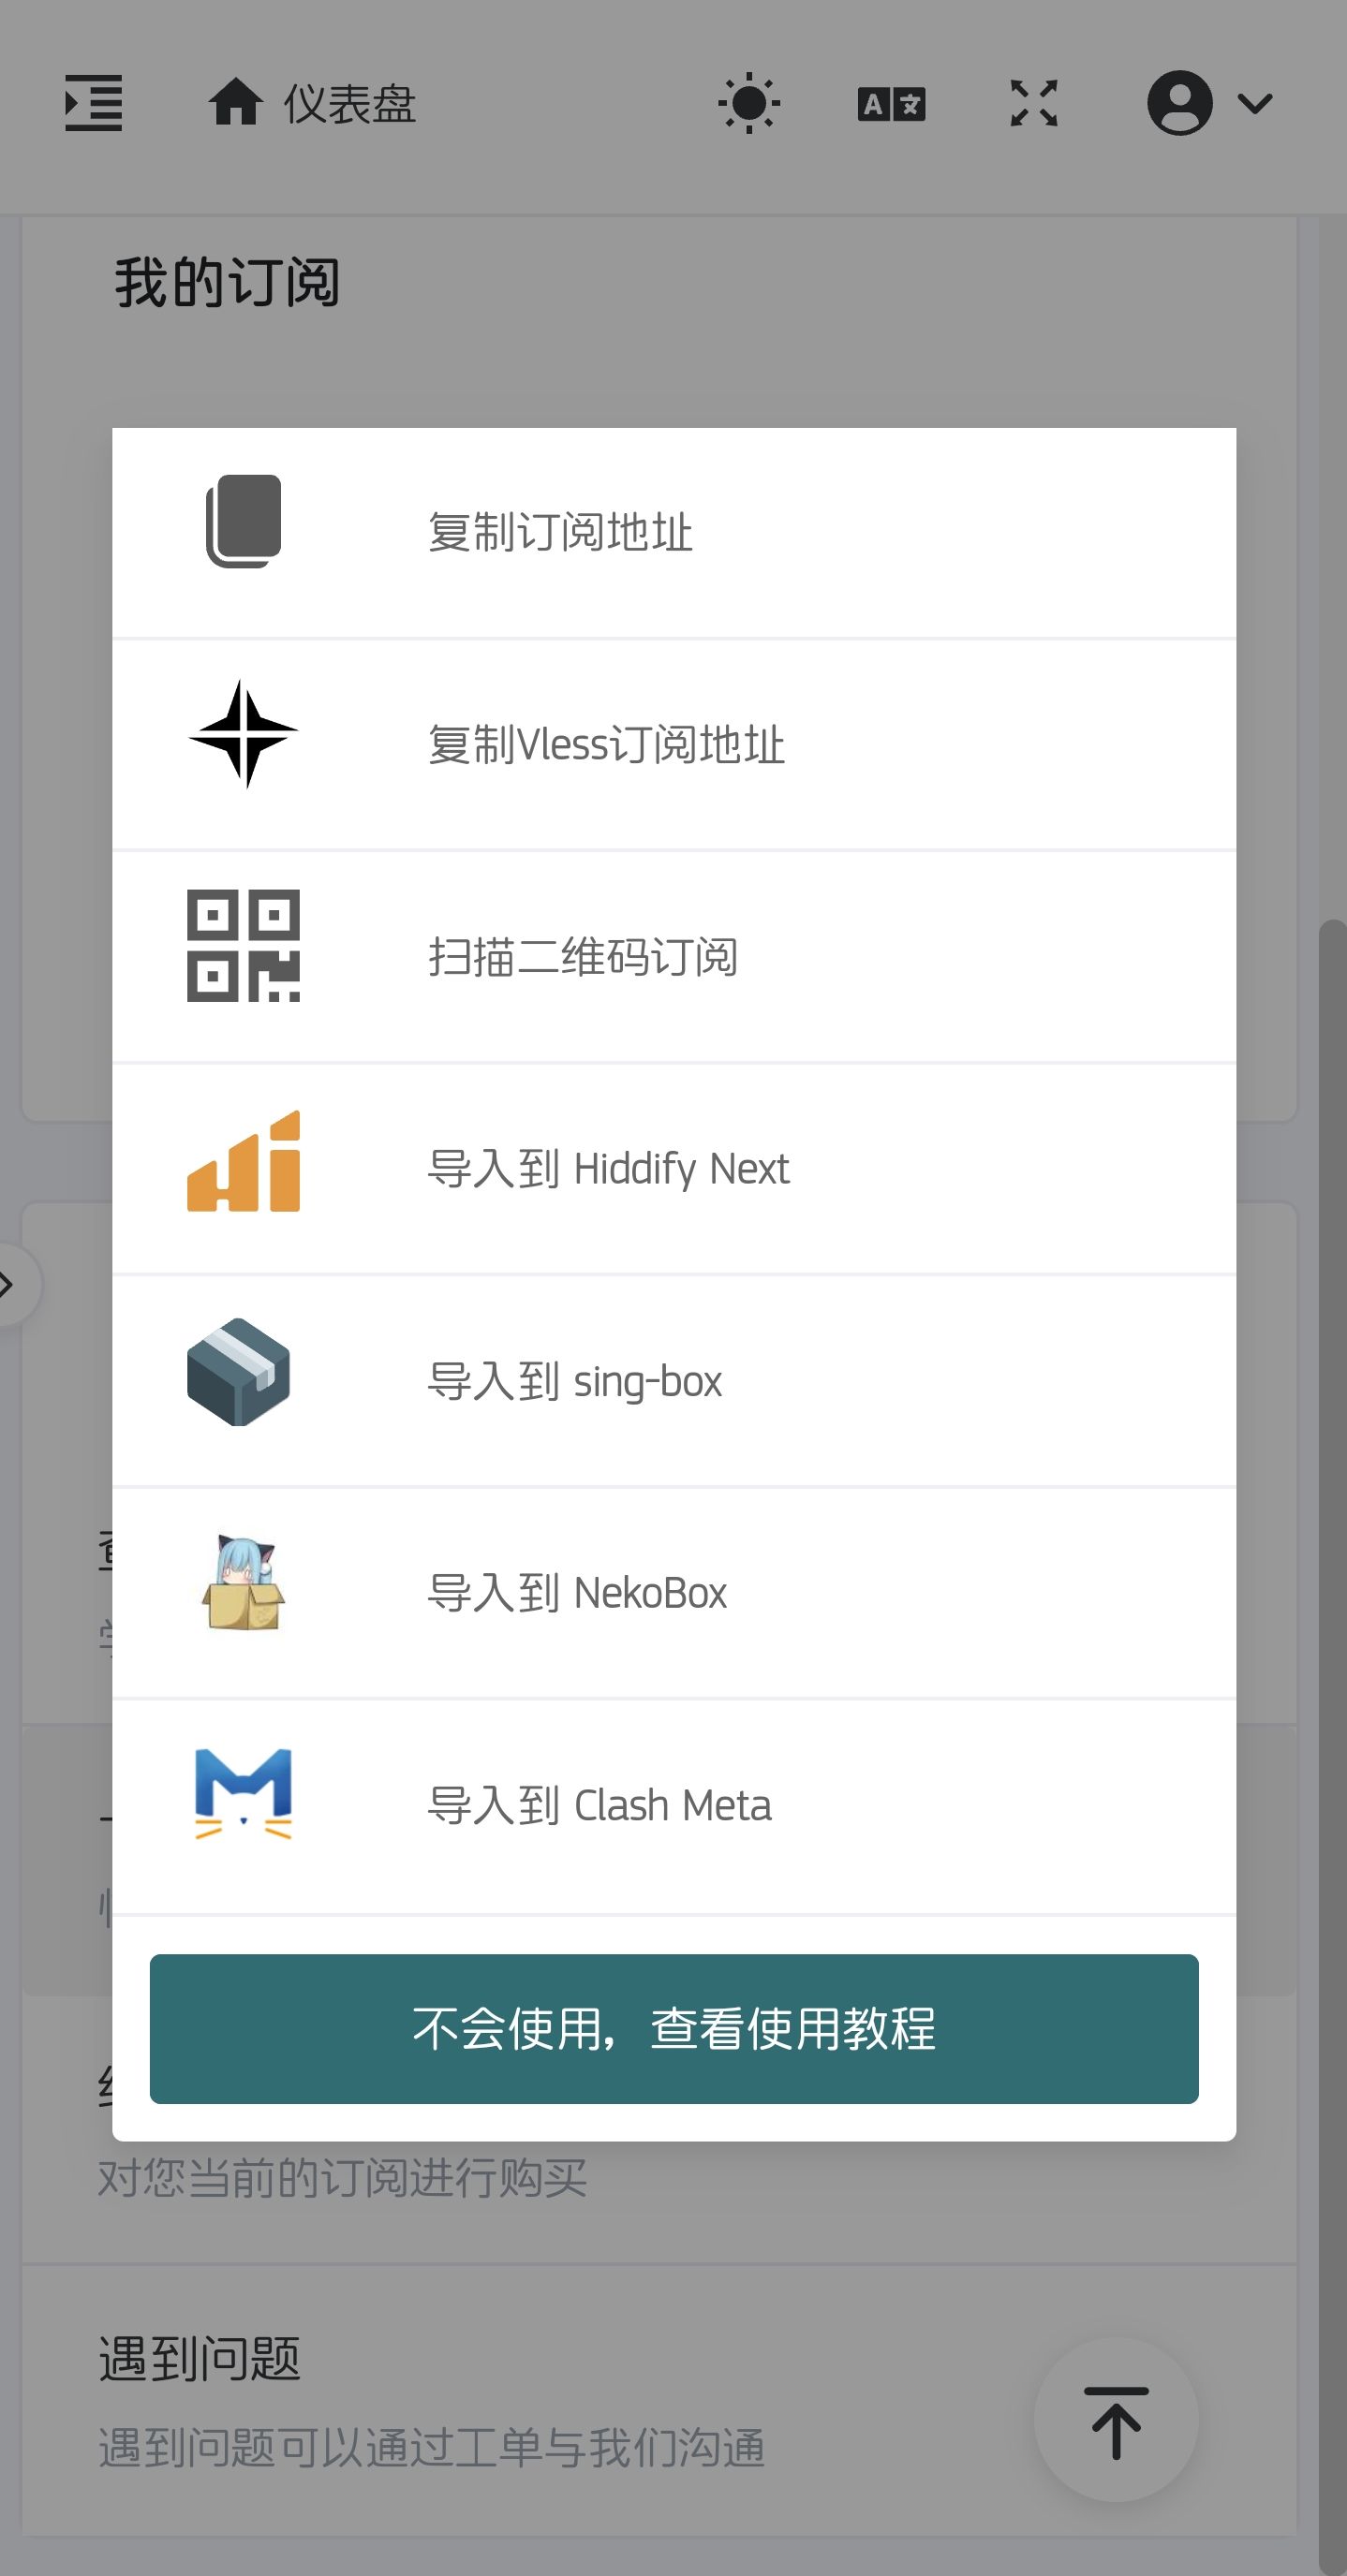 仪表盘
我的订阅
复制订阅地址
复制Vless订阅地址
扫描二维码订阅
导入到 Hiddify Next
导入到 sing-box
导入到 NekoBox
导入到 Clash Meta
不会使用，查看使用教程
对您当前的订阅进行购买
遇到问题
遇到问题可以通过工单与我们沟通